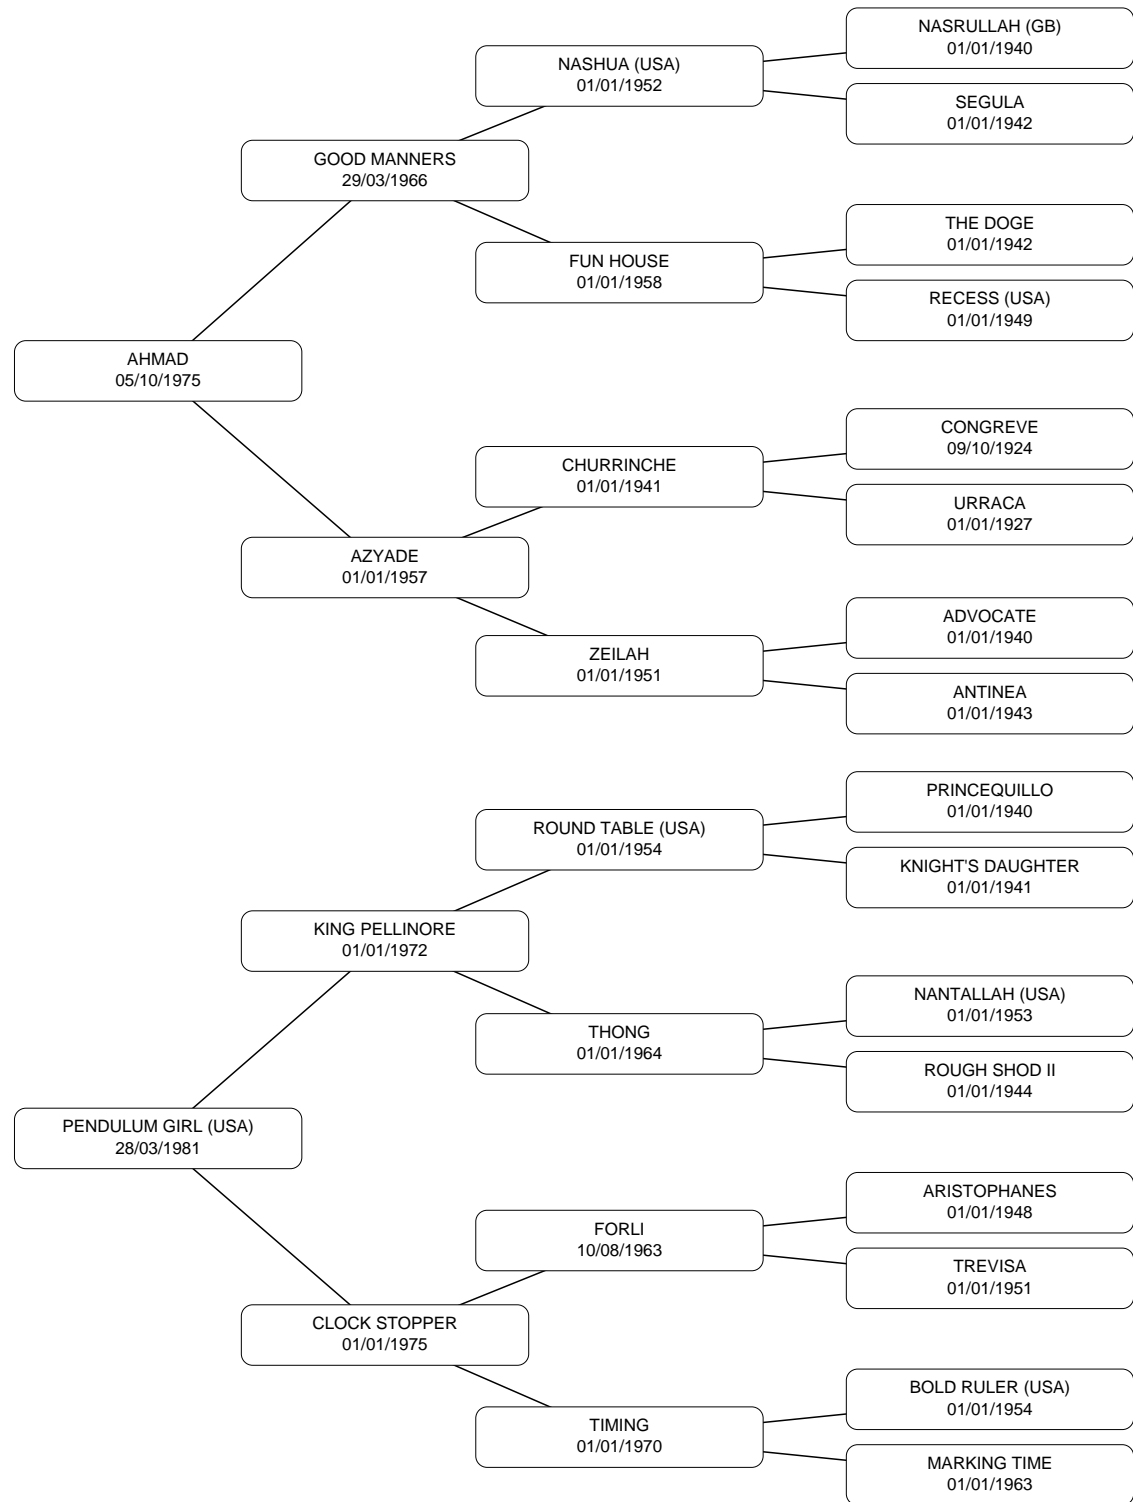 NASRULLAH (GB)
01/01/1940
NASHUA (USA)
01/01/1952
SEGULA
01/01/1942
GOOD MANNERS
29/03/1966
THE DOGE
01/01/1942
FUN HOUSE
01/01/1958
RECESS (USA)
01/01/1949
AHMAD
05/10/1975
CONGREVE
09/10/1924
CHURRINCHE
01/01/1941
URRACA
01/01/1927
AZYADE
01/01/1957
ADVOCATE
01/01/1940
ZEILAH
01/01/1951
ANTINEA
01/01/1943
PRINCEQUILLO
01/01/1940
ROUND TABLE (USA)
01/01/1954
KNIGHT'S DAUGHTER
01/01/1941
KING PELLINORE
01/01/1972
NANTALLAH (USA)
01/01/1953
THONG
01/01/1964
ROUGH SHOD II
01/01/1944
PENDULUM GIRL (USA)
28/03/1981
ARISTOPHANES
01/01/1948
FORLI
10/08/1963
TREVISA
01/01/1951
CLOCK STOPPER
01/01/1975
BOLD RULER (USA)
01/01/1954
TIMING
01/01/1970
MARKING TIME
01/01/1963